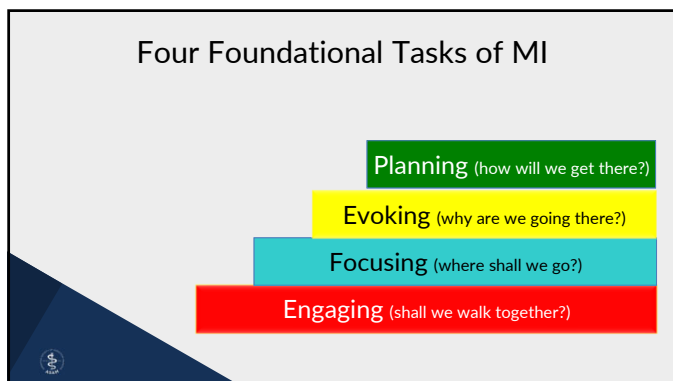 Four Foundational Tasks of MI
Planning (how will we get there?)
Evoking (why are we going there?)
Focusing (where shall we go?)
Engaging (shall we walk together?)